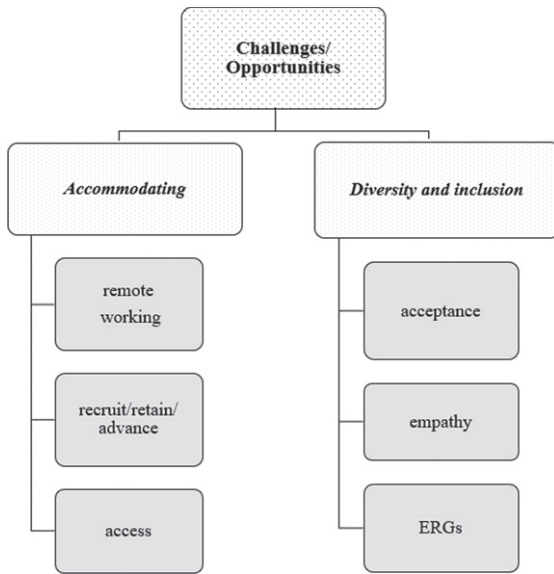 Challenges/
Opportunities
Accommodating
Diversity and inclusion
remote
working
recruit/retain/
advance
access
acceptance
empathy
ERGs